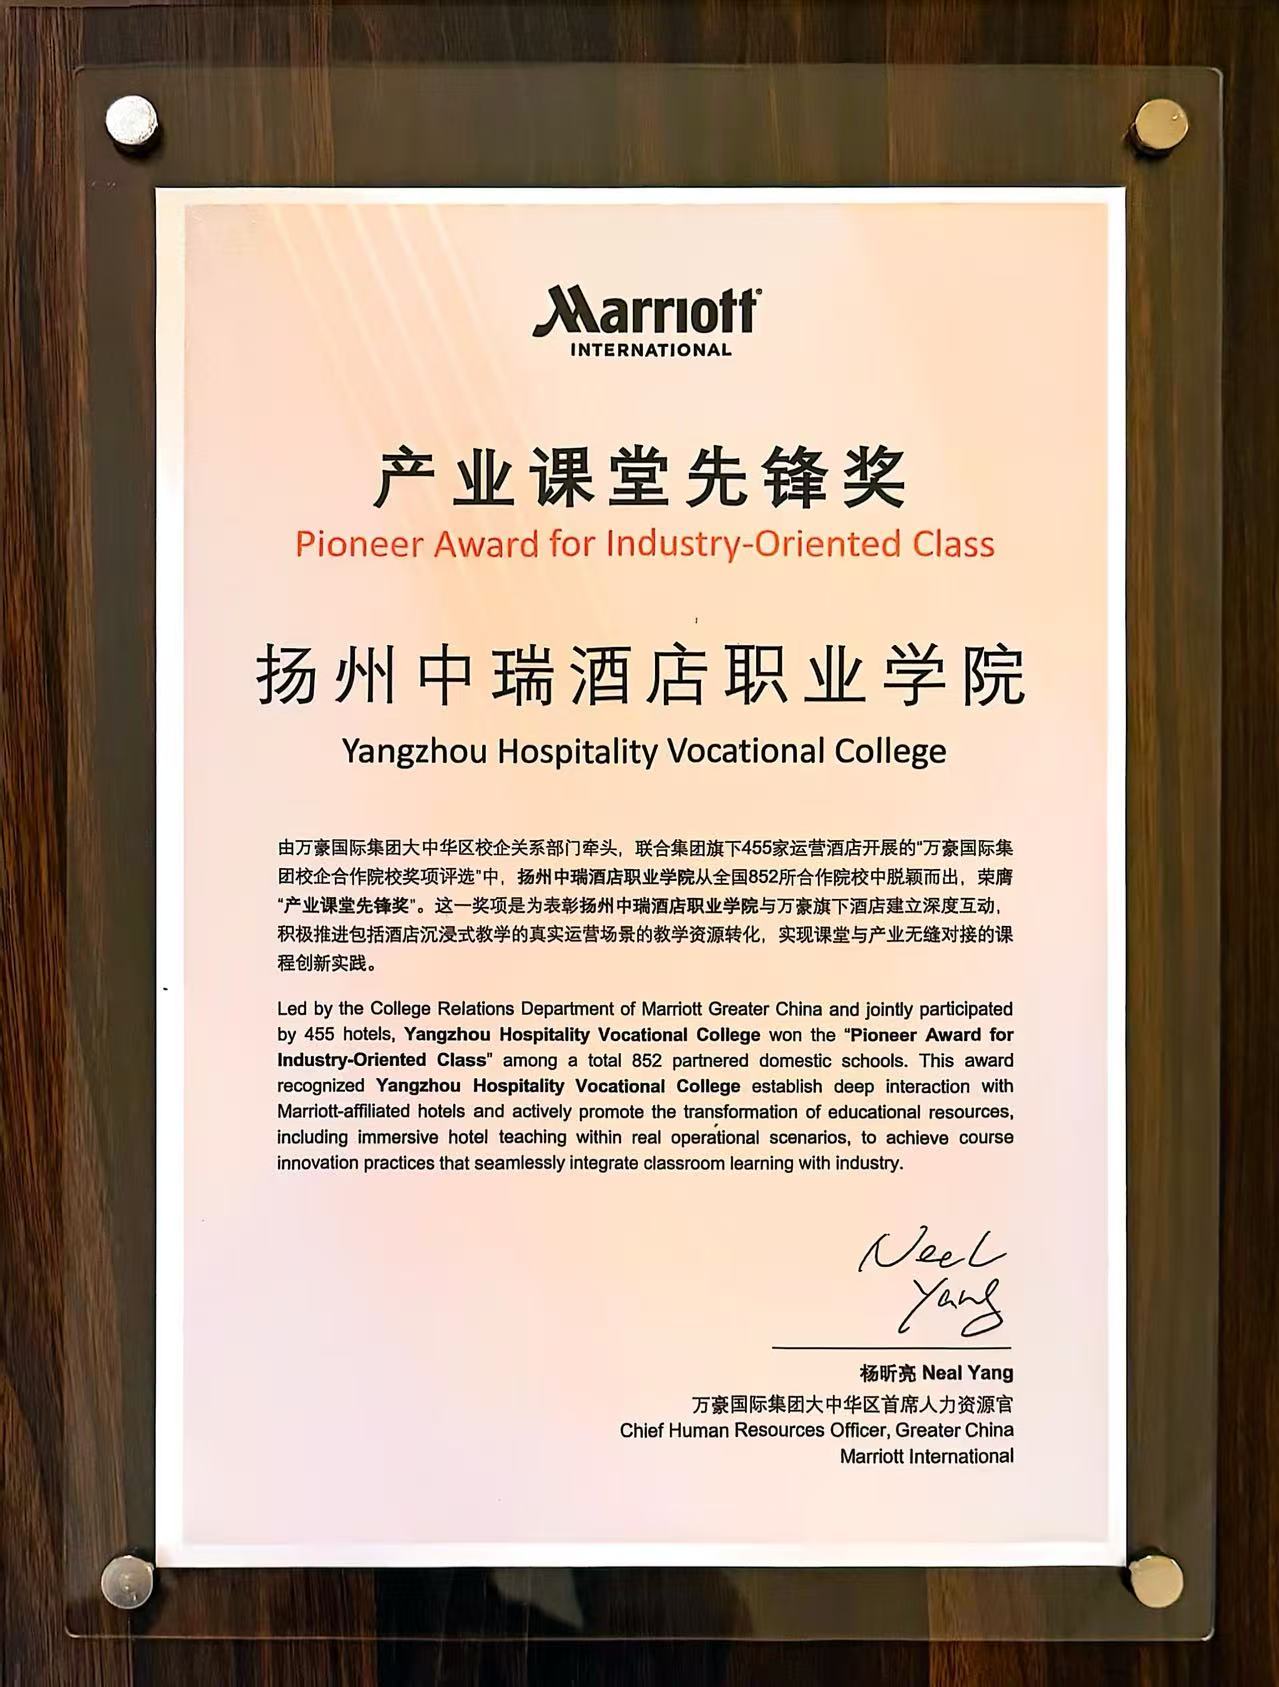 Marriott
INTERNATIONAL
产业课堂先锋奖
Pioneer Award for Industry-Oriented Class
扬州中瑞酒店职业学院
Yangzhou Hospitality Vocational College
由万豪国际集团大中华区校企关系部门牵头，联合集团旗下455家运营酒店开展的“万豪国际集
团校企合作院校奖项评选”中，扬州中瑞酒店职业学院从全国852所合作院校中脱颖而出，荣膺
“产业课堂先锋奖”。这一奖项是为表彰扬州中瑞酒店职业学院与万豪旗下酒店建立深度互动，
积极推进包括酒店沉浸式教学的真实运营场景的教学资源转化，实现课堂与产业无缝对接的课
程创新实践。
Led by the College Relations Department of Marriott Greater China and jointly participated
by 455 hotels, Yangzhou Hospitality Vocational College won the “Pioneer Award for
Industry-Oriented Class” among a total 852 partnered domestic schools. This award
recognized Yangzhou Hospitality Vocational College establish deep interaction with
Marriott-affiliated hotels and actively promote the transformation of educational resources,
including immersive hotel teaching within real operational scenarios, to achieve course
innovation practices that seamlessly integrate classroom learning with industry.
Neal
Yang
杨昕亮 Neal Yang
万豪国际集团大中华区首席人力资源官
Chief Human Resources Officer, Greater China
Marriott International